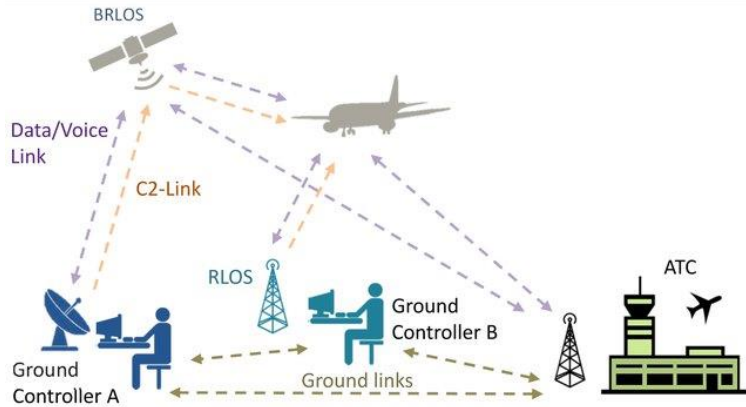 BRLOS
Data/Voice
Link
C2-Link
RLOS
ATC
Ground
Controller B
Ground
Controller A
Ground links